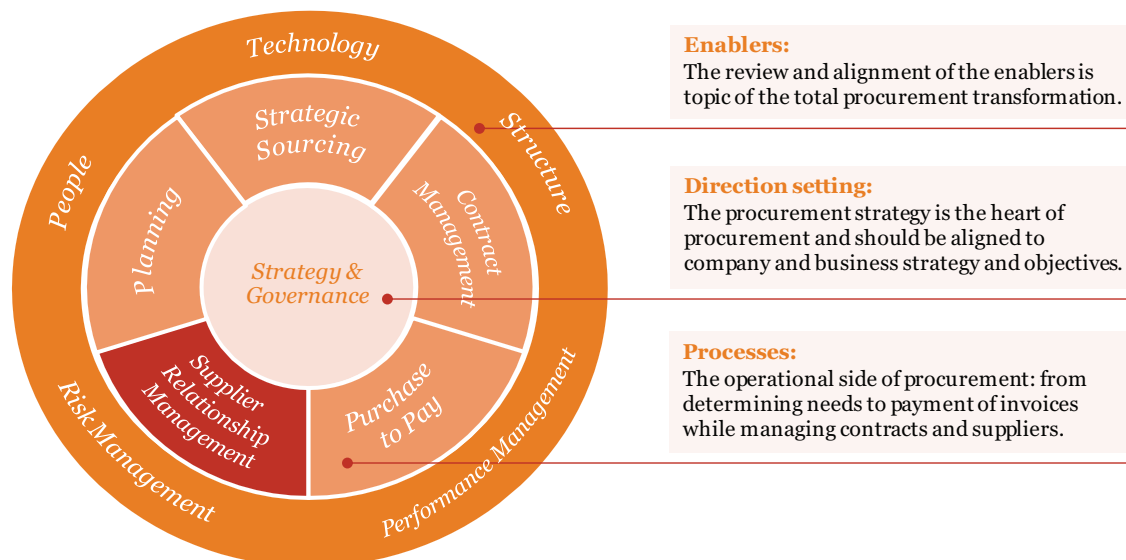 Technology
Structure
People
Risk Management
Performance Management
Strategic
Sourcing
Contract
Management
Planning
Supplier
Relationship
Management
Purchase
to Pay
Strategy &
Governance
Enablers:
The review and alignment of the enablers is
topic of the total procurement transformation.
Direction setting:
The procurement strategy is the heart of
procurement and should be aligned to
company and business strategy and objectives.
Processes:
The operational side of procurement: from
determining needs to payment of invoices
while managing contracts and suppliers.